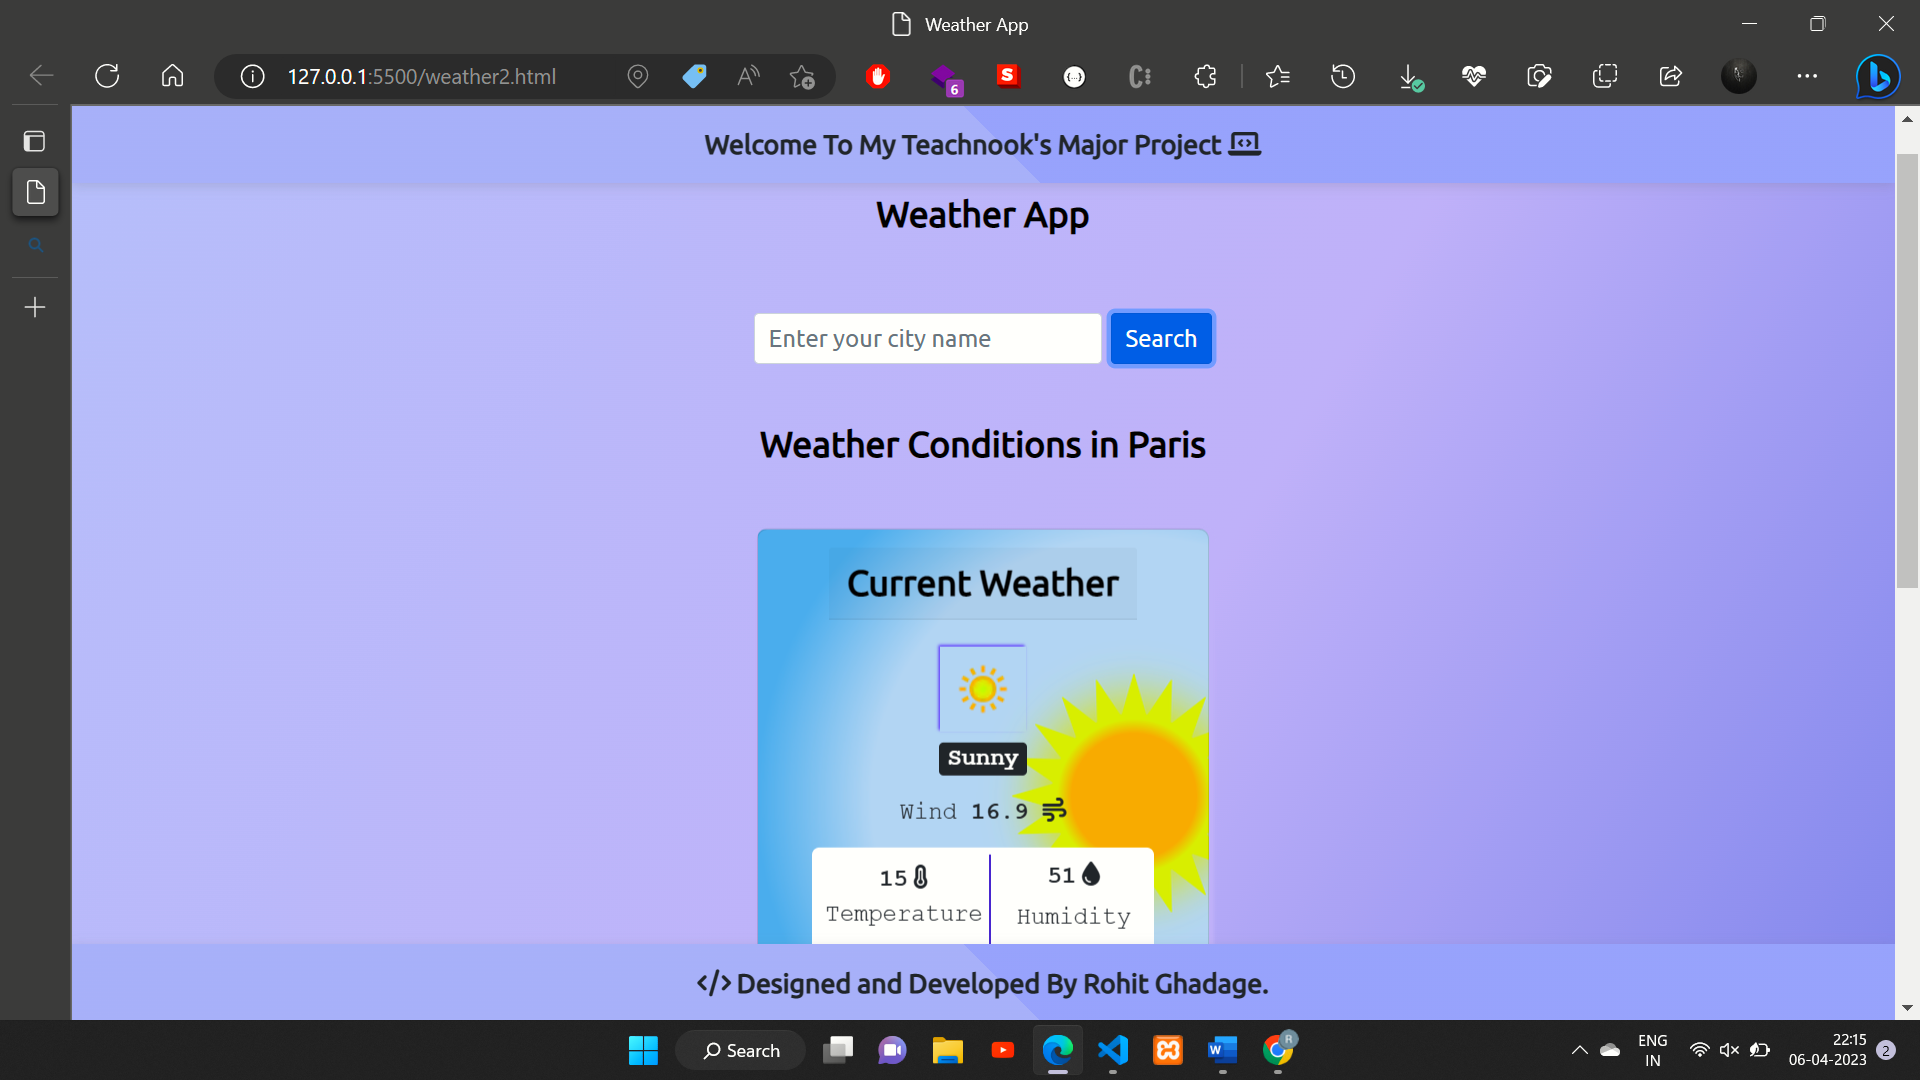 Weather App
127.0.0.1:5500/weather2.html
6
Welcome To My Teachnook's Major Project
Weather App
Enter your city name
Search
Weather Conditions in Paris
Current Weather
Sunny
Wind 16.9
15
51
Temperature
Humidity
</> Designed and Developed By Rohit Ghadage.
Search
R
ENG
IN
22:15
06-04-2023
2